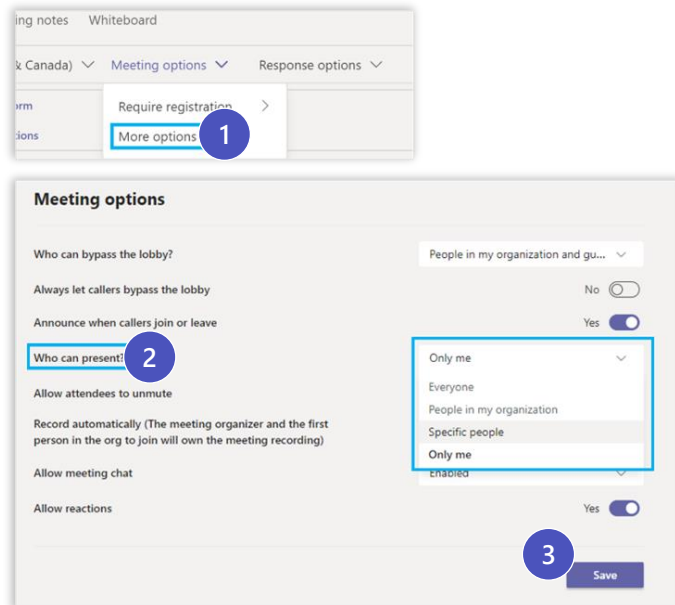 ing notes Whiteboard
& Canada) Meeting options Response options
orm Require registration
tions More options 1
Meeting options
Who can bypass the lobby? People in my organization and gu...
Always let callers bypass the lobby No
Announce when callers join or leave Yes
Who can present? 2 Only me
Everyone
Allow attendees to unmute
People in my organization
Record automatically (The meeting organizer and the first
person in the org to join will own the meeting recording)
Specific people
Only me
Allow meeting chat Enabled
Allow reactions Yes
3
Save